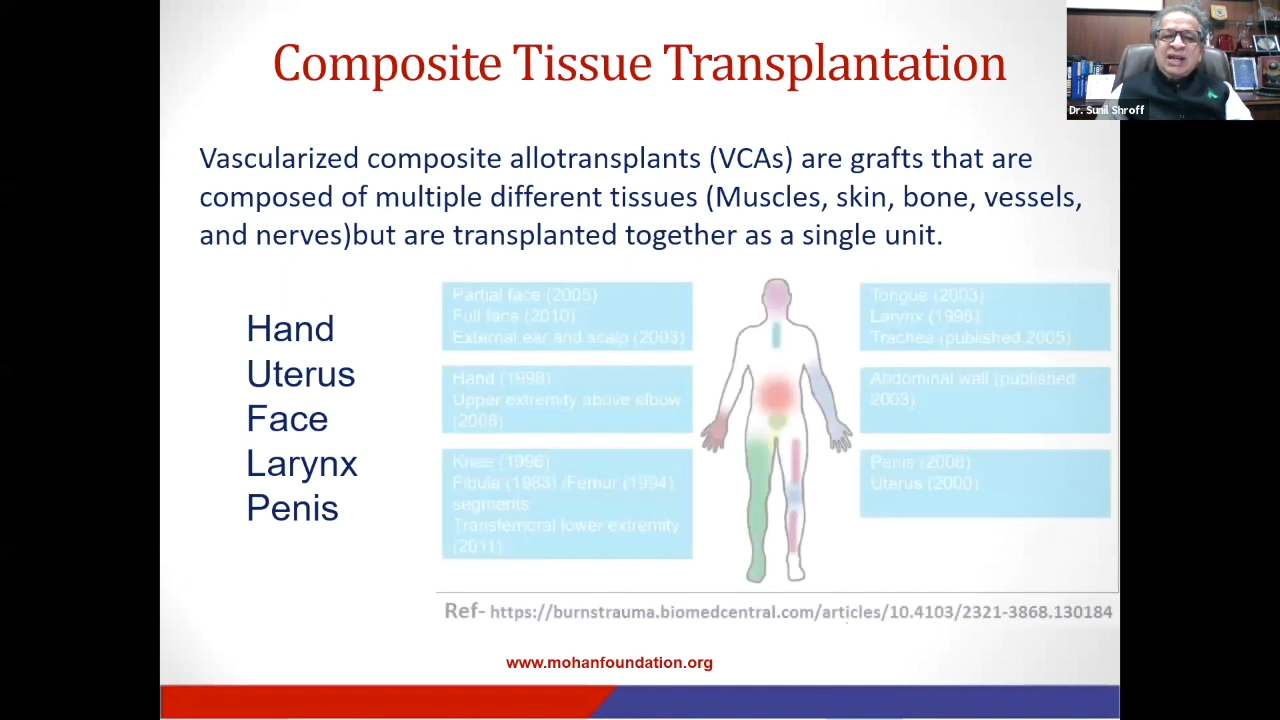 Composite Tissue Transplantation
Dr. Sunil Shroff
Vascularized composite allotransplants (VCAs) are grafts that are
composed of multiple different tissues (Muscles, skin, bone, vessels,
and nerves)but are transplanted together as a single unit.
Hand
Uterus
Face
Larynx
Penis
Partial face (2005)
Full face (2010)
External ear and scalp (2003)
Hand (1998)
Upper extremity above elbow
(2008)
Knee (1996)
Fibula (1988) /Femur (1994)
segments
Transfemoral lower extremity
(2011)
Tongue (2003)
Larynx (1998)
Trachea (published 2005)
Abdominal wall (published
2003)
Penis (2006)
Uterus (2000)
Ref- https://burnstrauma.biomedcentral.com/articles/10.4103/2321-3868.130184
www.mohanfoundation.org